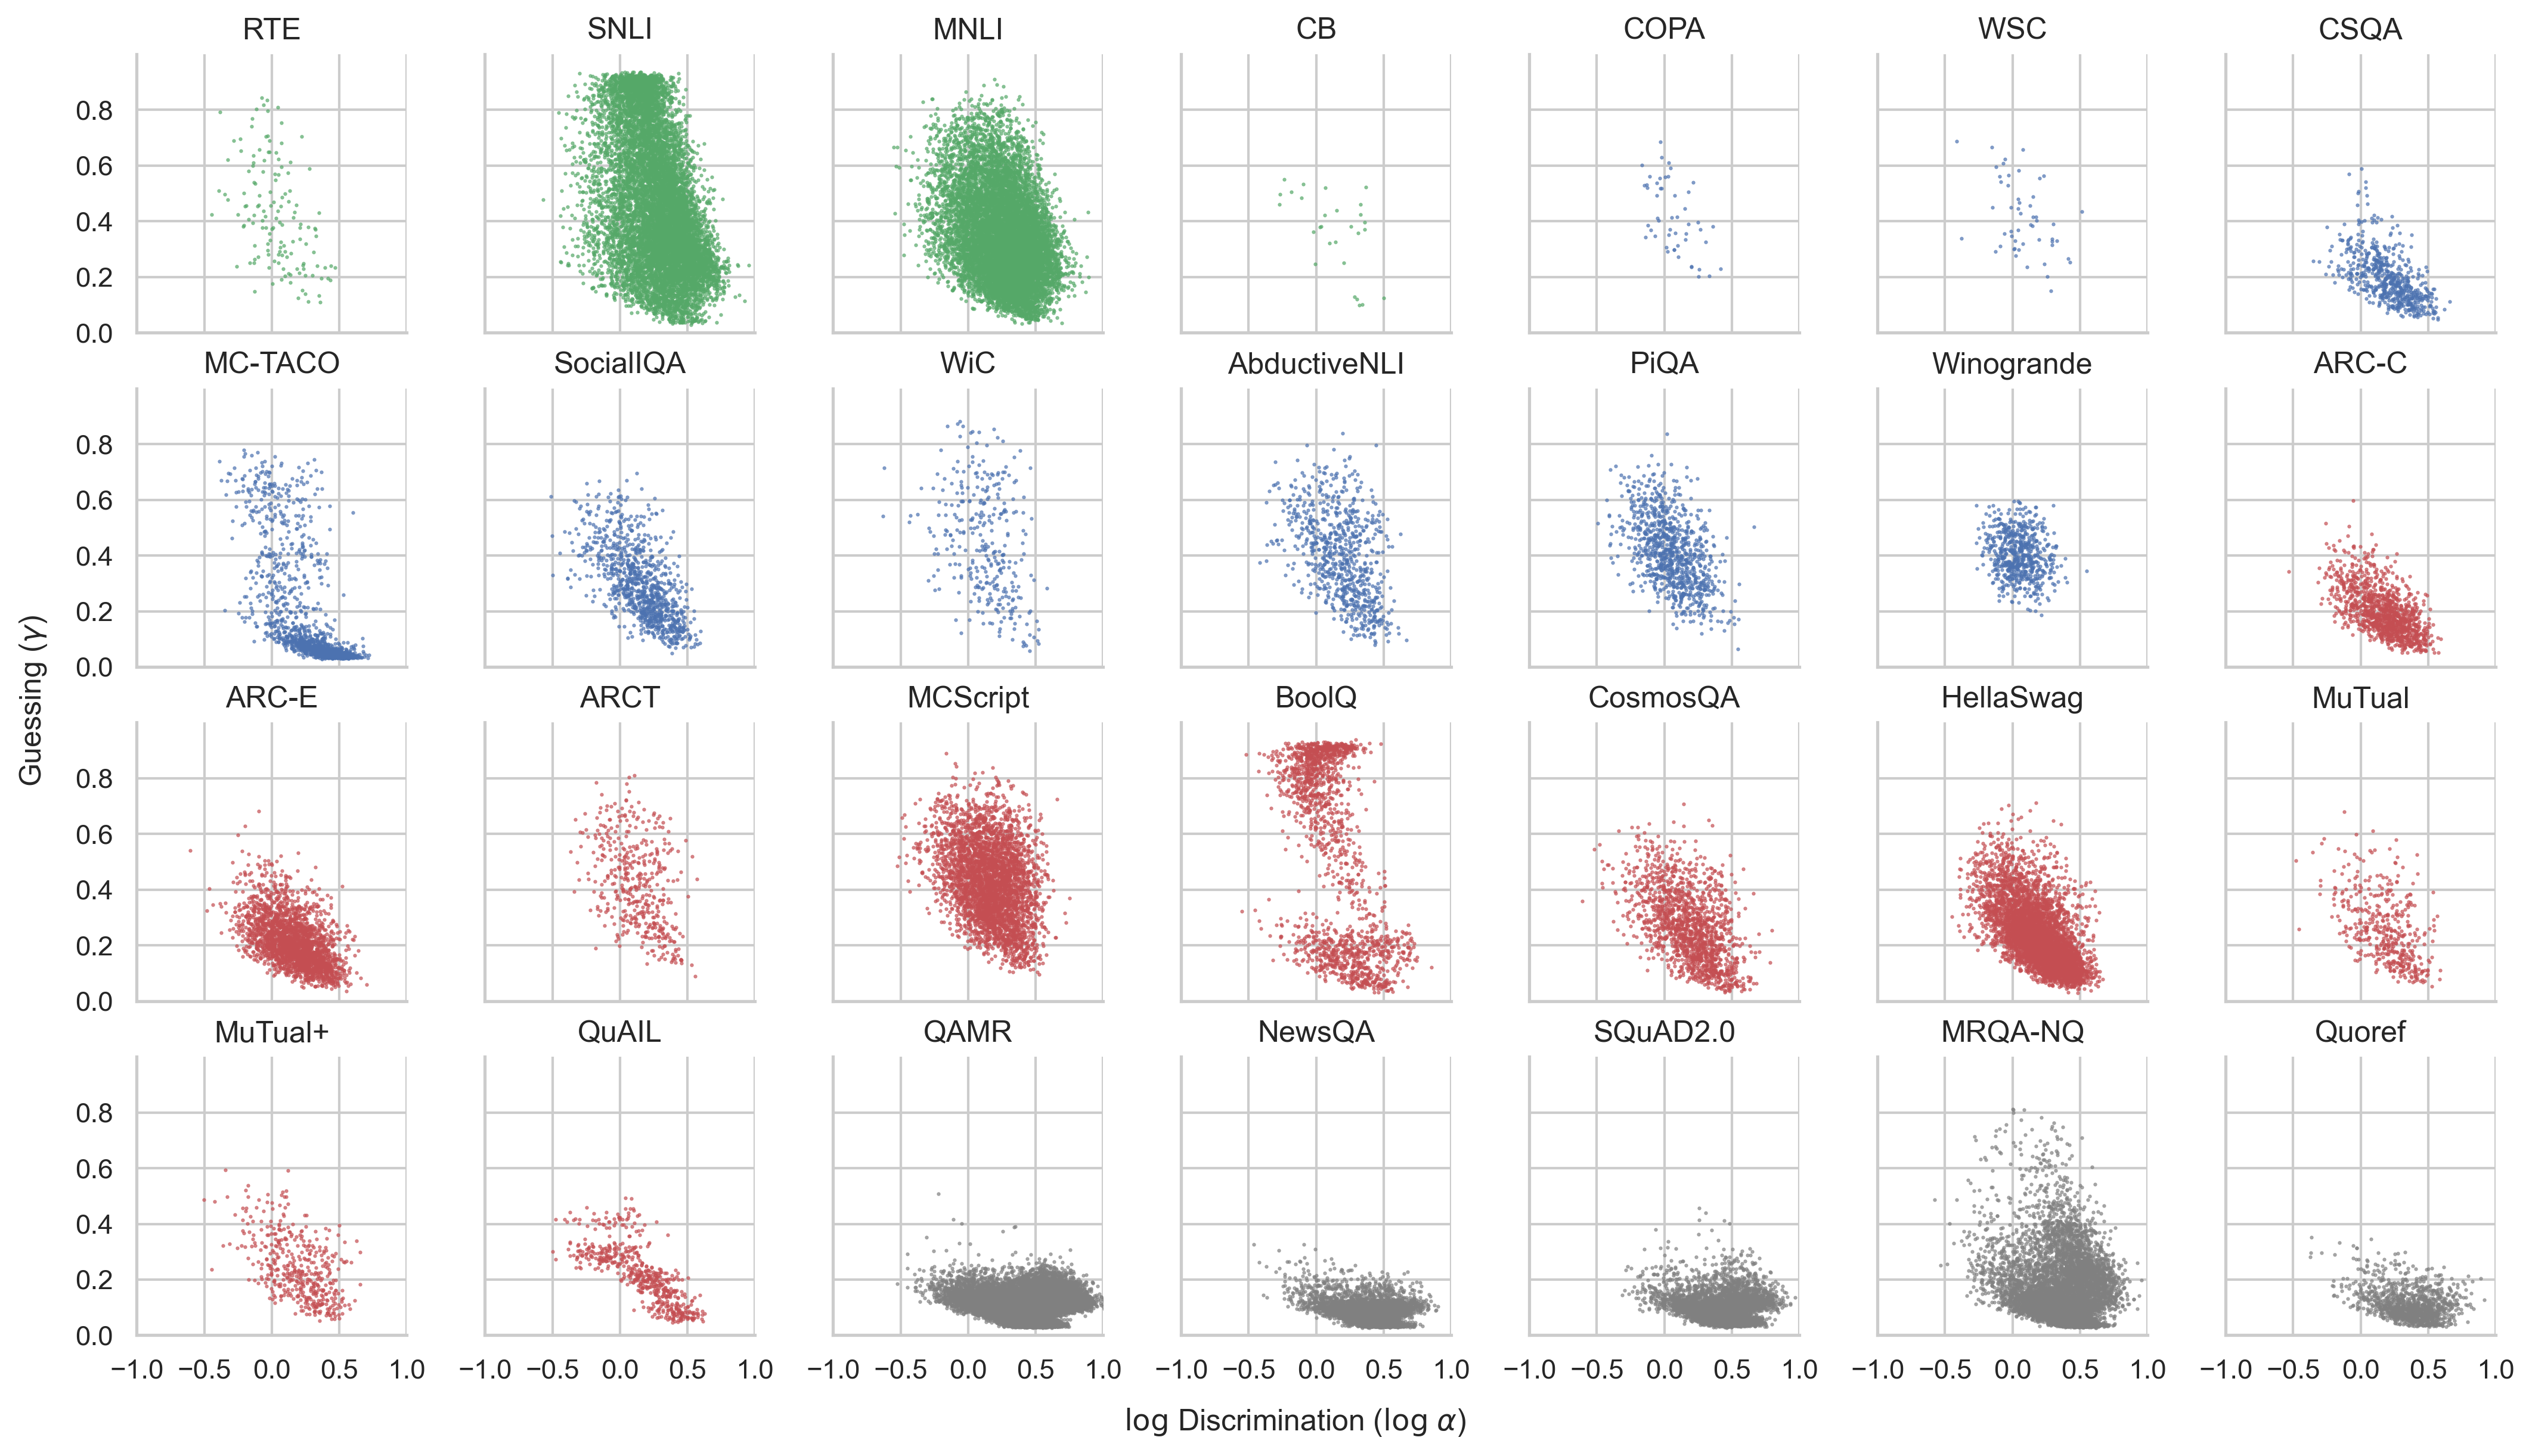 RTE SNLI MNLI CB COPA WSC CSQA
0.8
0.6
0.4
0.2
0.0
MC-TACO SocialIQA WiC AbductiveNLI PiQA Winogrande ARC-C
0.8
0.6
0.4
0.2
0.0
Guessing (γ)
ARC-E ARCT MCScript BoolQ CosmosQA HellaSwag MuTual
0.8
0.6
0.4
0.2
0.0
MuTual+ QuAIL QAMR NewsQA SQuAD2.0 MRQA-NQ Quoref
0.8
0.6
0.4
0.2
0.0
−1.0 −0.5 0.0 0.5 1.0 −1.0 −0.5 0.0 0.5 1.0 −1.0 −0.5 0.0 0.5 1.0 −1.0 −0.5 0.0 0.5 1.0 −1.0 −0.5 0.0 0.5 1.0 −1.0 −0.5 0.0 0.5 1.0 −1.0 −0.5 0.0 0.5 1.0
log Discrimination (log α)